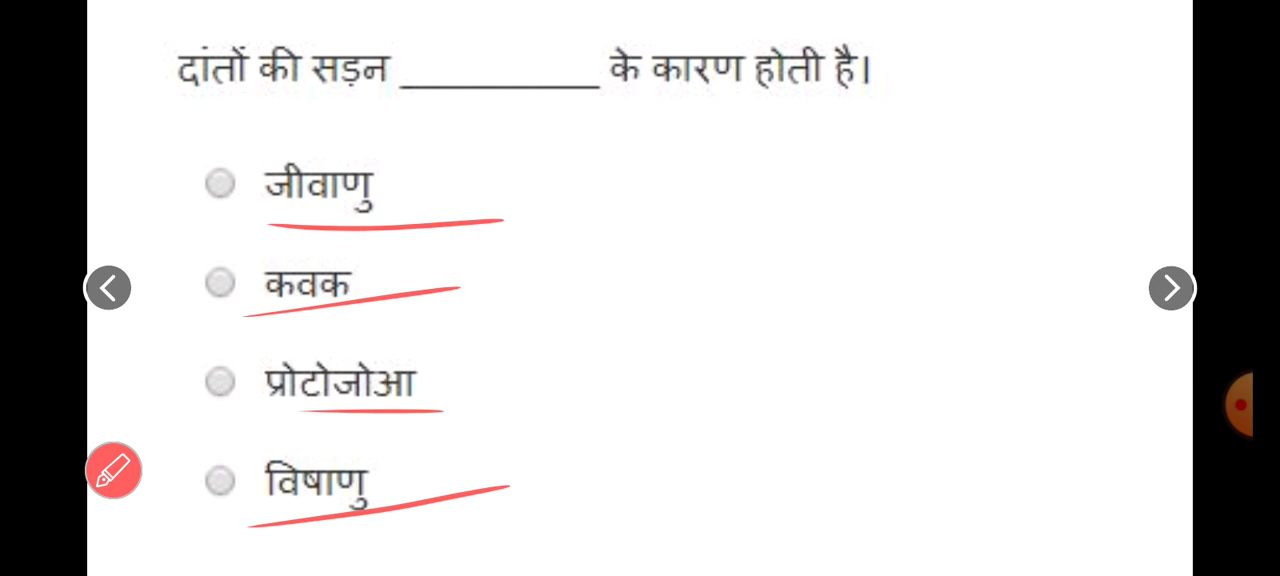 दांतों की सड़न __________ के कारण होती है।
जीवाणु
कवक
प्रोटोजोआ
विषाणु